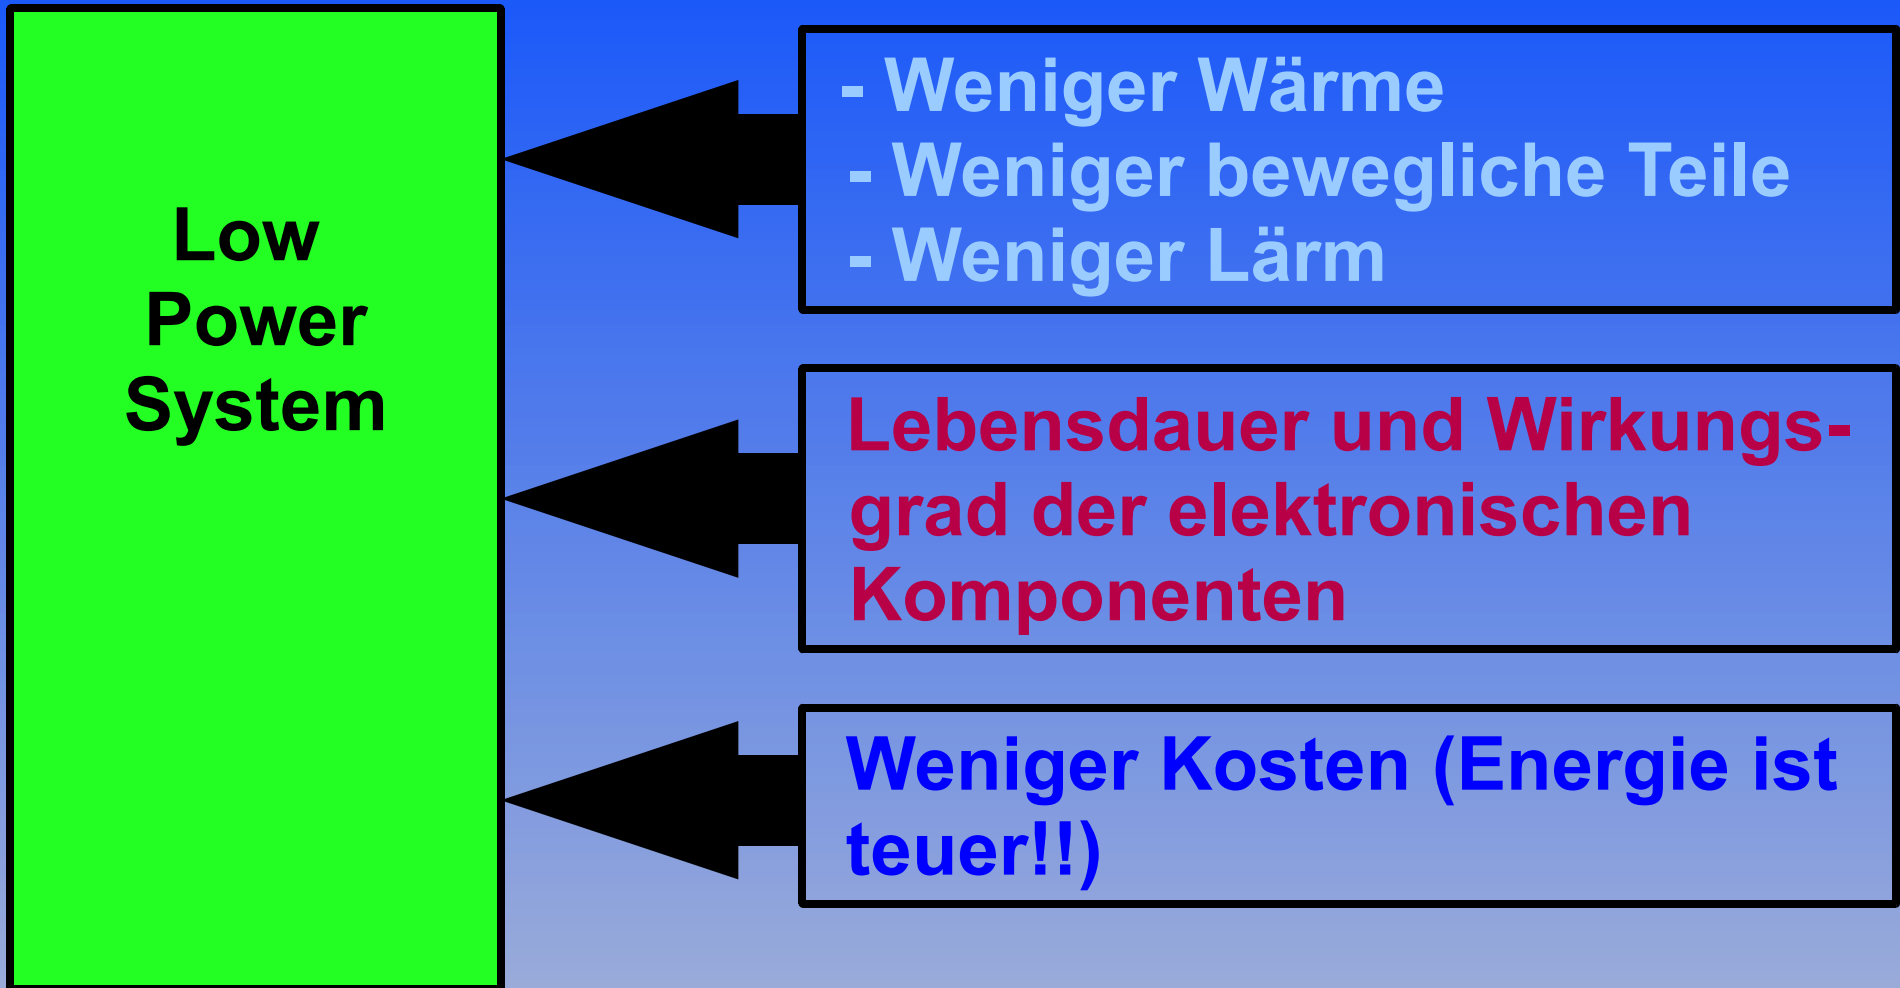 Low
Power
System
- Weniger Wärme
- Weniger bewegliche Teile
- Weniger Lärm
Lebensdauer und Wirkungs-
grad der elektronischen
Komponenten
Weniger Kosten (Energie ist
teuer!!)